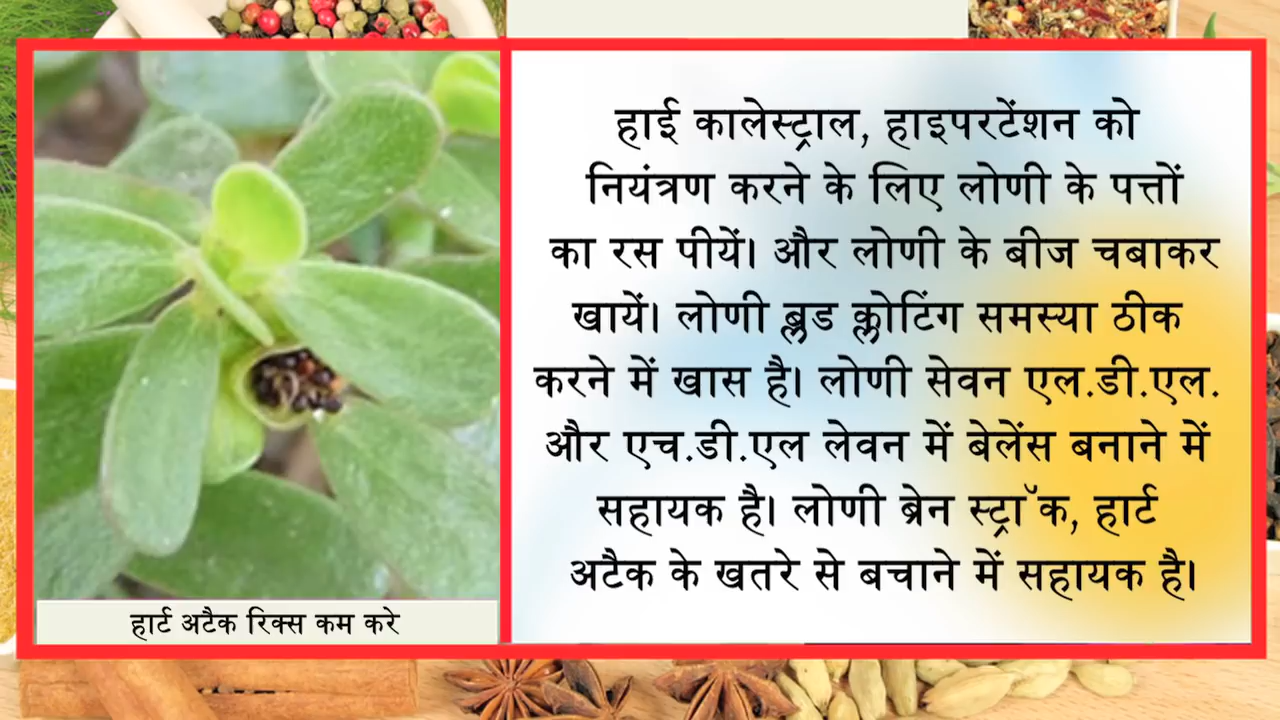 हाई कालेस्ट्राल, हाइपरटेंशन को
नियंत्रण करने के लिए लोणी के पत्तों
का रस पीयें। और लोणी के बीज चबाकर
खायें। लोणी ब्लड क्लोटिंग समस्या ठीक
करने में खास है। लोणी सेवन एल.डी.एल.
और एच.डी.एल लेवन में बेलेंस बनाने में
सहायक है। लोणी ब्रेन स्ट्रॉक, हार्ट
अटैक के खतरे से बचाने में सहायक है।
हार्ट अटैक रिक्स कम करे